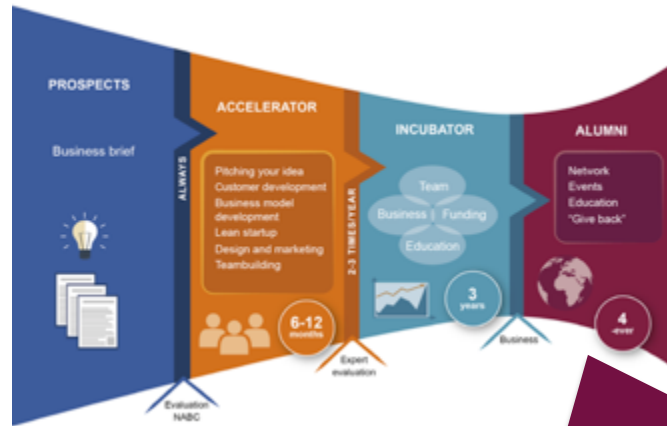 PROSPECTS
Business brief
ALWAYS
Evaluation
NABC
ACCELERATOR
Pitching your idea
Customer development
Business model
development
Lean startup
Design and marketing
Teambuilding
6-12
months
2-3 TIMES/YEAR
Expert
evaluation
INCUBATOR
Team
Business
Funding
Education
3
years
Business
ALUMNI
Network
Events
Education
"Give back"
4
-ever